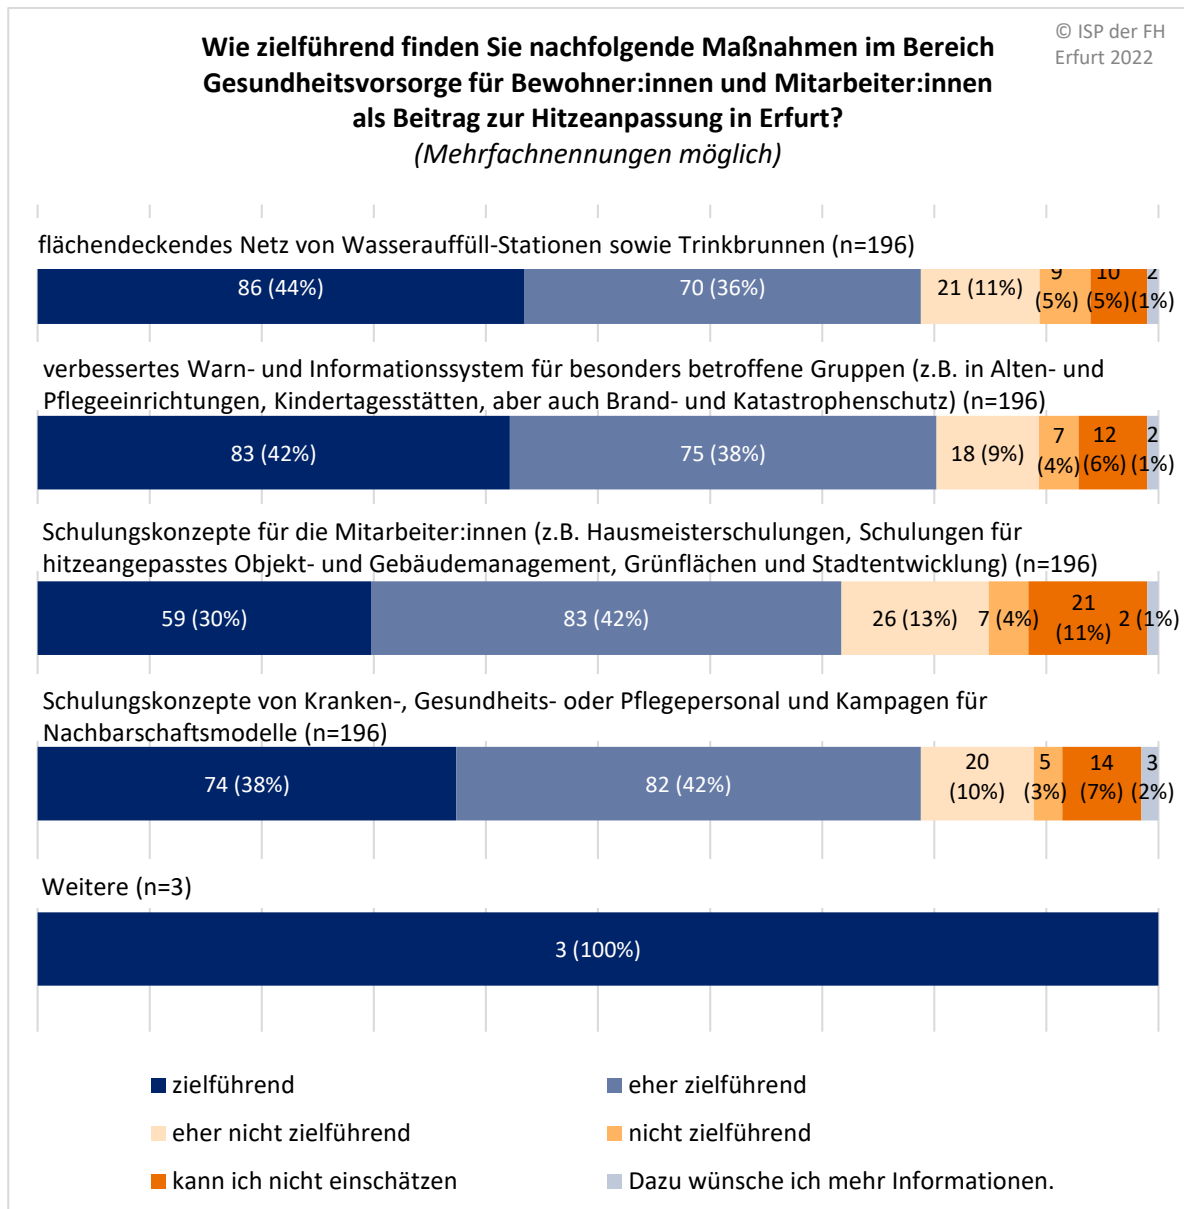 © ISP der FH
Erfurt 2022
Wie zielführend finden Sie nachfolgende Maßnahmen im Bereich
Gesundheitsvorsorge für Bewohner:innen und Mitarbeiter:innen
als Beitrag zur Hitzeanpassung in Erfurt?
(Mehrfachnennungen möglich)
flächendeckendes Netz von Wasserauffüll-Stationen sowie Trinkbrunnen (n=196)
86 (44%)
70 (36%)
21 (11%)
9
(5%)
10
(5%)
2
(1%)
verbessertes Warn- und Informationssystem für besonders betroffene Gruppen (z.B. in Alten- und
Pflegeeinrichtungen, Kindertagesstätten, aber auch Brand- und Katastrophenschutz) (n=196)
83 (42%)
75 (38%)
18 (9%)
7
(4%)
12
(6%)
2
(1%)
Schulungskonzepte für die Mitarbeiter:innen (z.B. Hausmeisterschulungen, Schulungen für
hitzeangepasstes Objekt- und Gebäudemanagement, Grünflächen und Stadtentwicklung) (n=196)
59 (30%)
83 (42%)
26 (13%)
7 (4%)
21
(11%)
2 (1%)
Schulungskonzepte von Kranken-, Gesundheits- oder Pflegepersonal und Kampagen für
Nachbarschaftsmodelle (n=196)
74 (38%)
82 (42%)
20
(10%)
5
(3%)
14
(7%)
3
(2%)
Weitere (n=3)
3 (100%)
zielführend
eher zielführend
eher nicht zielführend
nicht zielführend
kann ich nicht einschätzen
Dazu wünsche ich mehr Informationen.